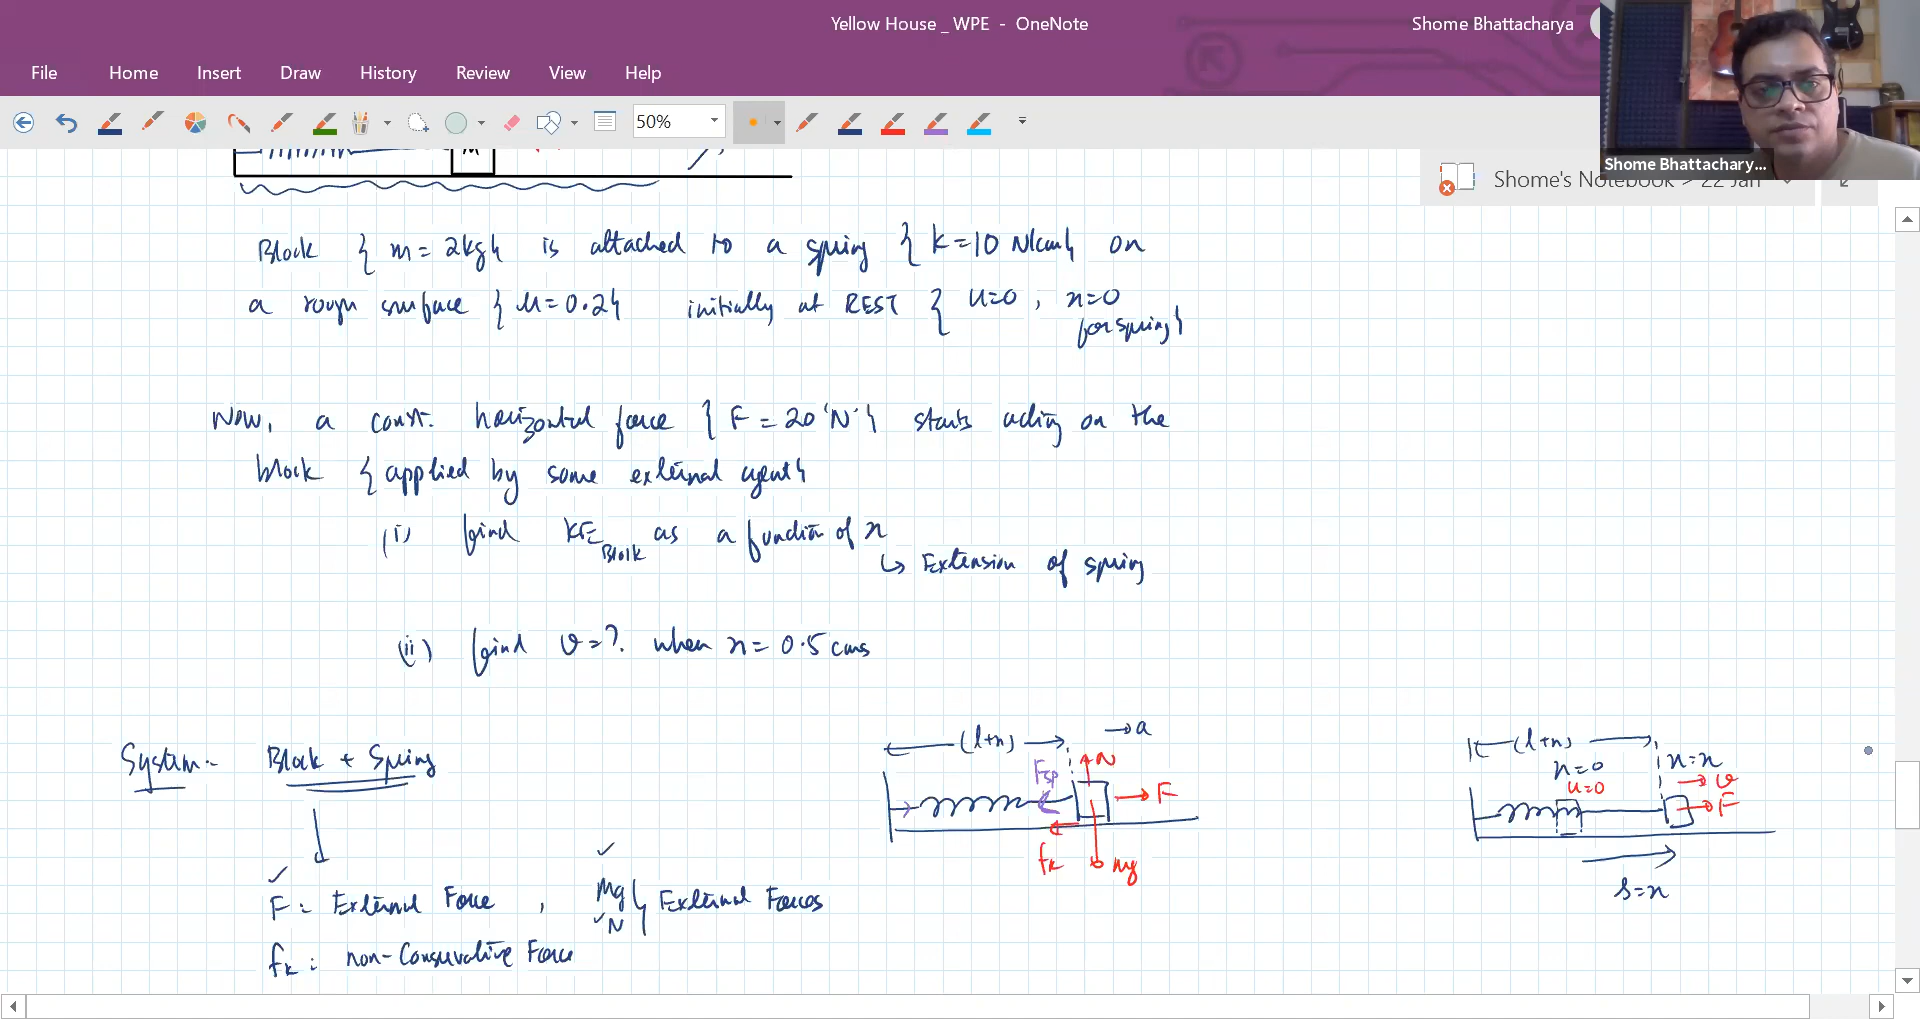 Yellow House _ WPE - OneNote
Shome Bhattacharya
File Home Insert Draw History Review View Help
50%
Shome Bhattachary...
Shome's Notebook > 22 Jan
M
Block { m = 2kg} is attached to a spring { k = 10 N/cm} on
a rough surface { μ = 0.2} initially at REST { u=0 , x=0
for spring}
Now, a const. horizontal force { F = 20 'N'} starts acting on the
block { applied by some external agent}
(i) find KE Block as a function of x
↳ Extension of spring
(ii) find v = ? when x = 0.5 cms
System :- Block + Spring
(l+x) → a
Fsp N F
fk mg
(l+x) x=x
x=0 v
u=0 F
s=x
✓ ✓
F : External Force , Mg } External Forces
✓ N
fk : non-Conservative Force